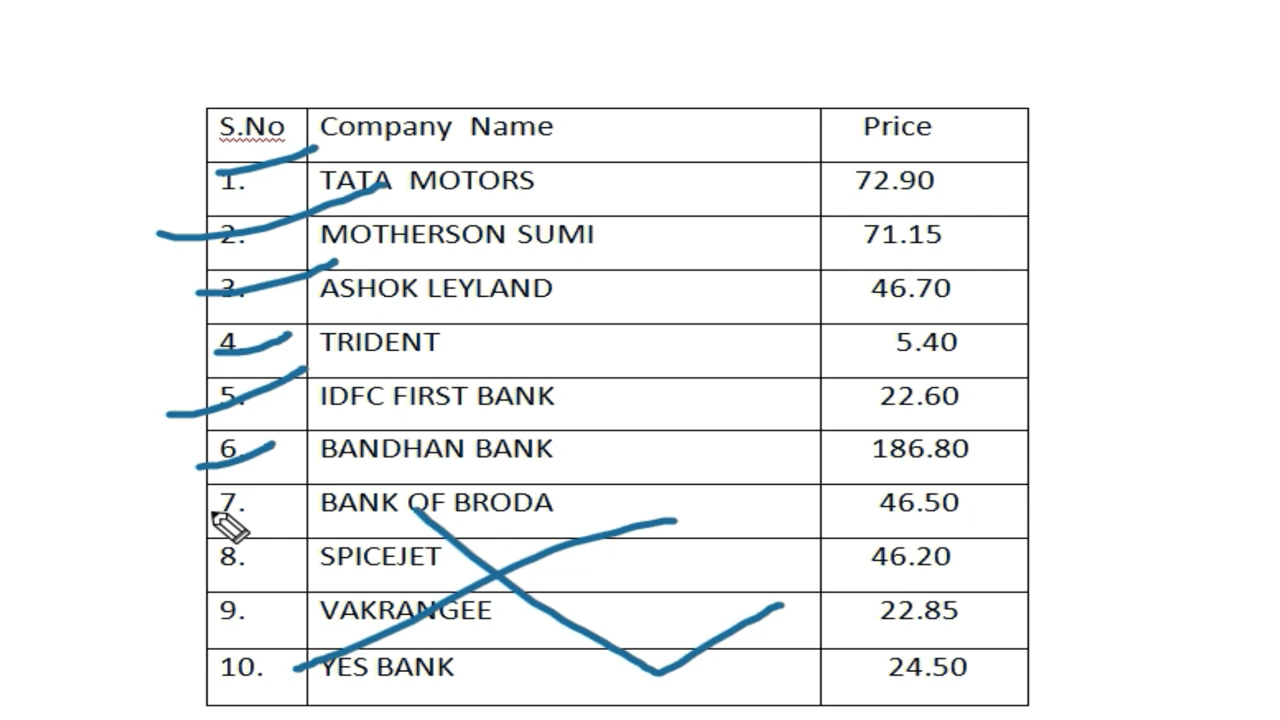 S.No Company Name Price
1. TATA MOTORS 72.90
2. MOTHERSON SUMI 71.15
3. ASHOK LEYLAND 46.70
4. TRIDENT 5.40
5. IDFC FIRST BANK 22.60
6. BANDHAN BANK 186.80
7. BANK OF BRODA 46.50
8. SPICEJET 46.20
9. VAKRANGEE 22.85
10. YES BANK 24.50